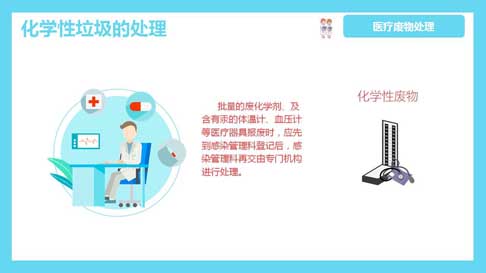 化学性垃圾的处理
医疗废物处理
批量的废化学剂、及
含有汞的体温计、血压计
等医疗器具报废时，应先
到感染管理科登记后，感
染管理科再交由专门机构
进行处理。
化学性废物